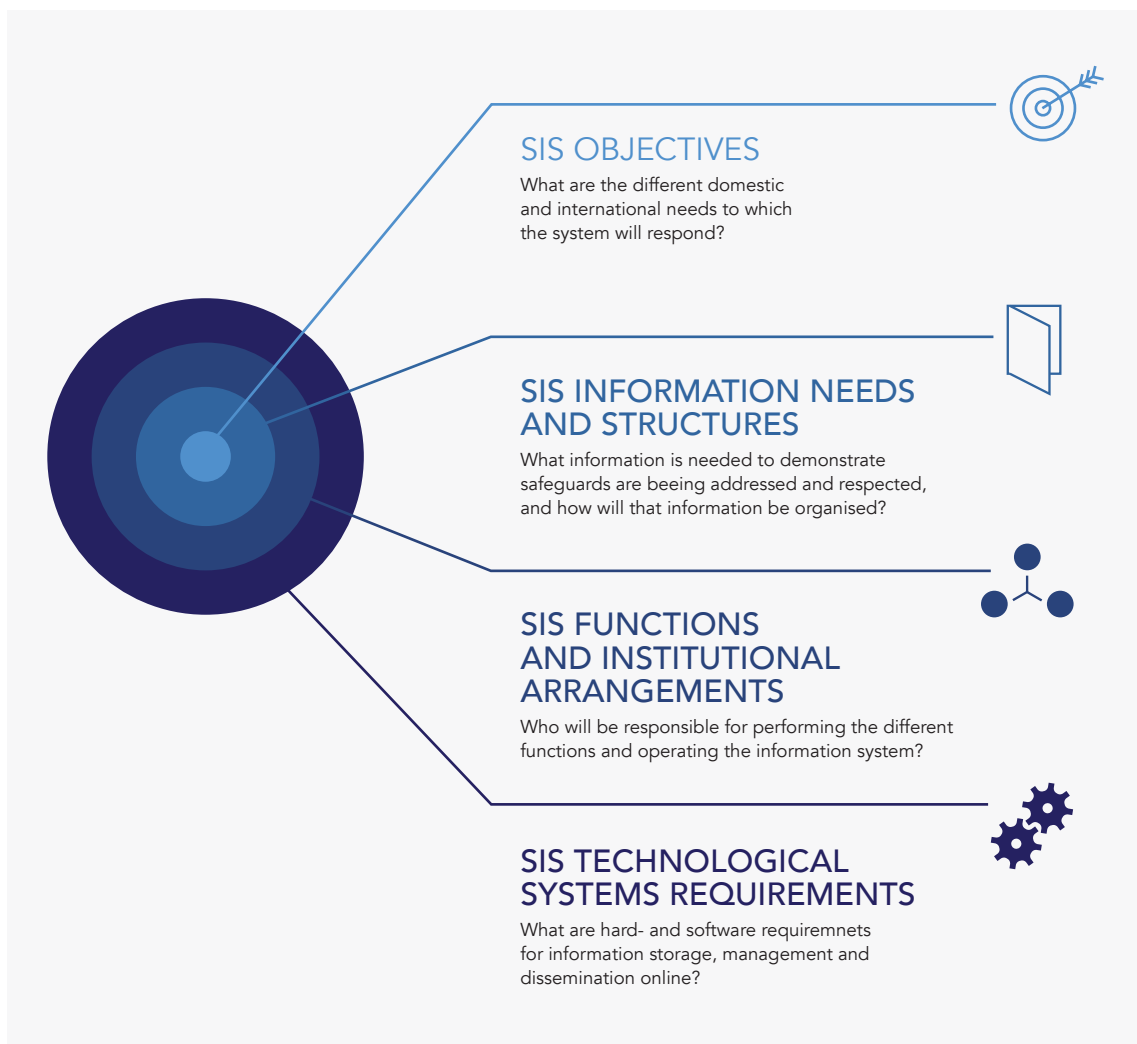 SIS OBJECTIVES
What are the different domestic
and international needs to which
the system will respond?
SIS INFORMATION NEEDS
AND STRUCTURES
What information is needed to demonstrate
safeguards are beeing addressed and respected,
and how will that information be organised?
SIS FUNCTIONS
AND INSTITUTIONAL
ARRANGEMENTS
Who will be responsible for performing the different
functions and operating the information system?
SIS TECHNOLOGICAL
SYSTEMS REQUIREMENTS
What are hard- and software requiremnets
for information storage, management and
dissemination online?